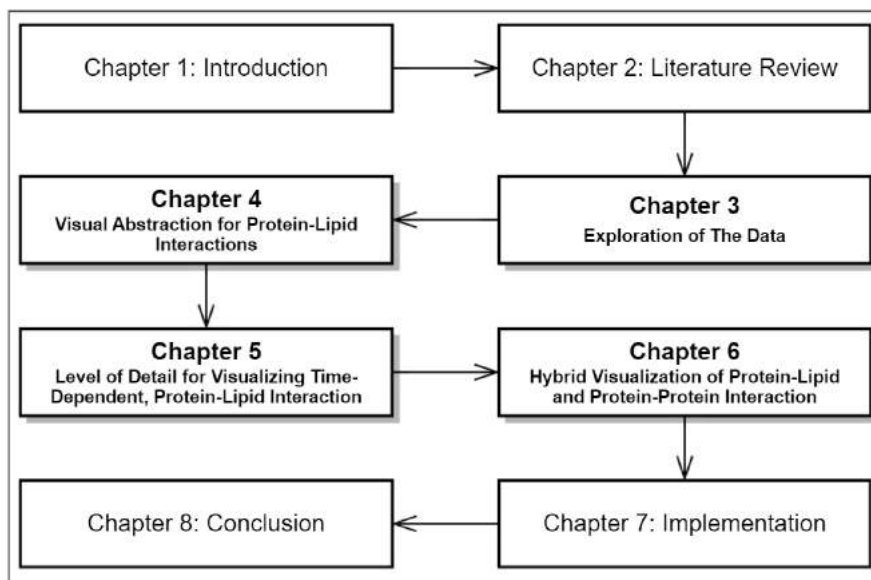 Chapter 1: Introduction
Chapter 2: Literature Review
Chapter 3
Exploration of The Data
Chapter 4
Visual Abstraction for Protein-Lipid
Interactions
Chapter 5
Level of Detail for Visualizing Time-
Dependent, Protein-Lipid Interaction
Chapter 6
Hybrid Visualization of Protein-Lipid
and Protein-Protein Interaction
Chapter 7: Implementation
Chapter 8: Conclusion